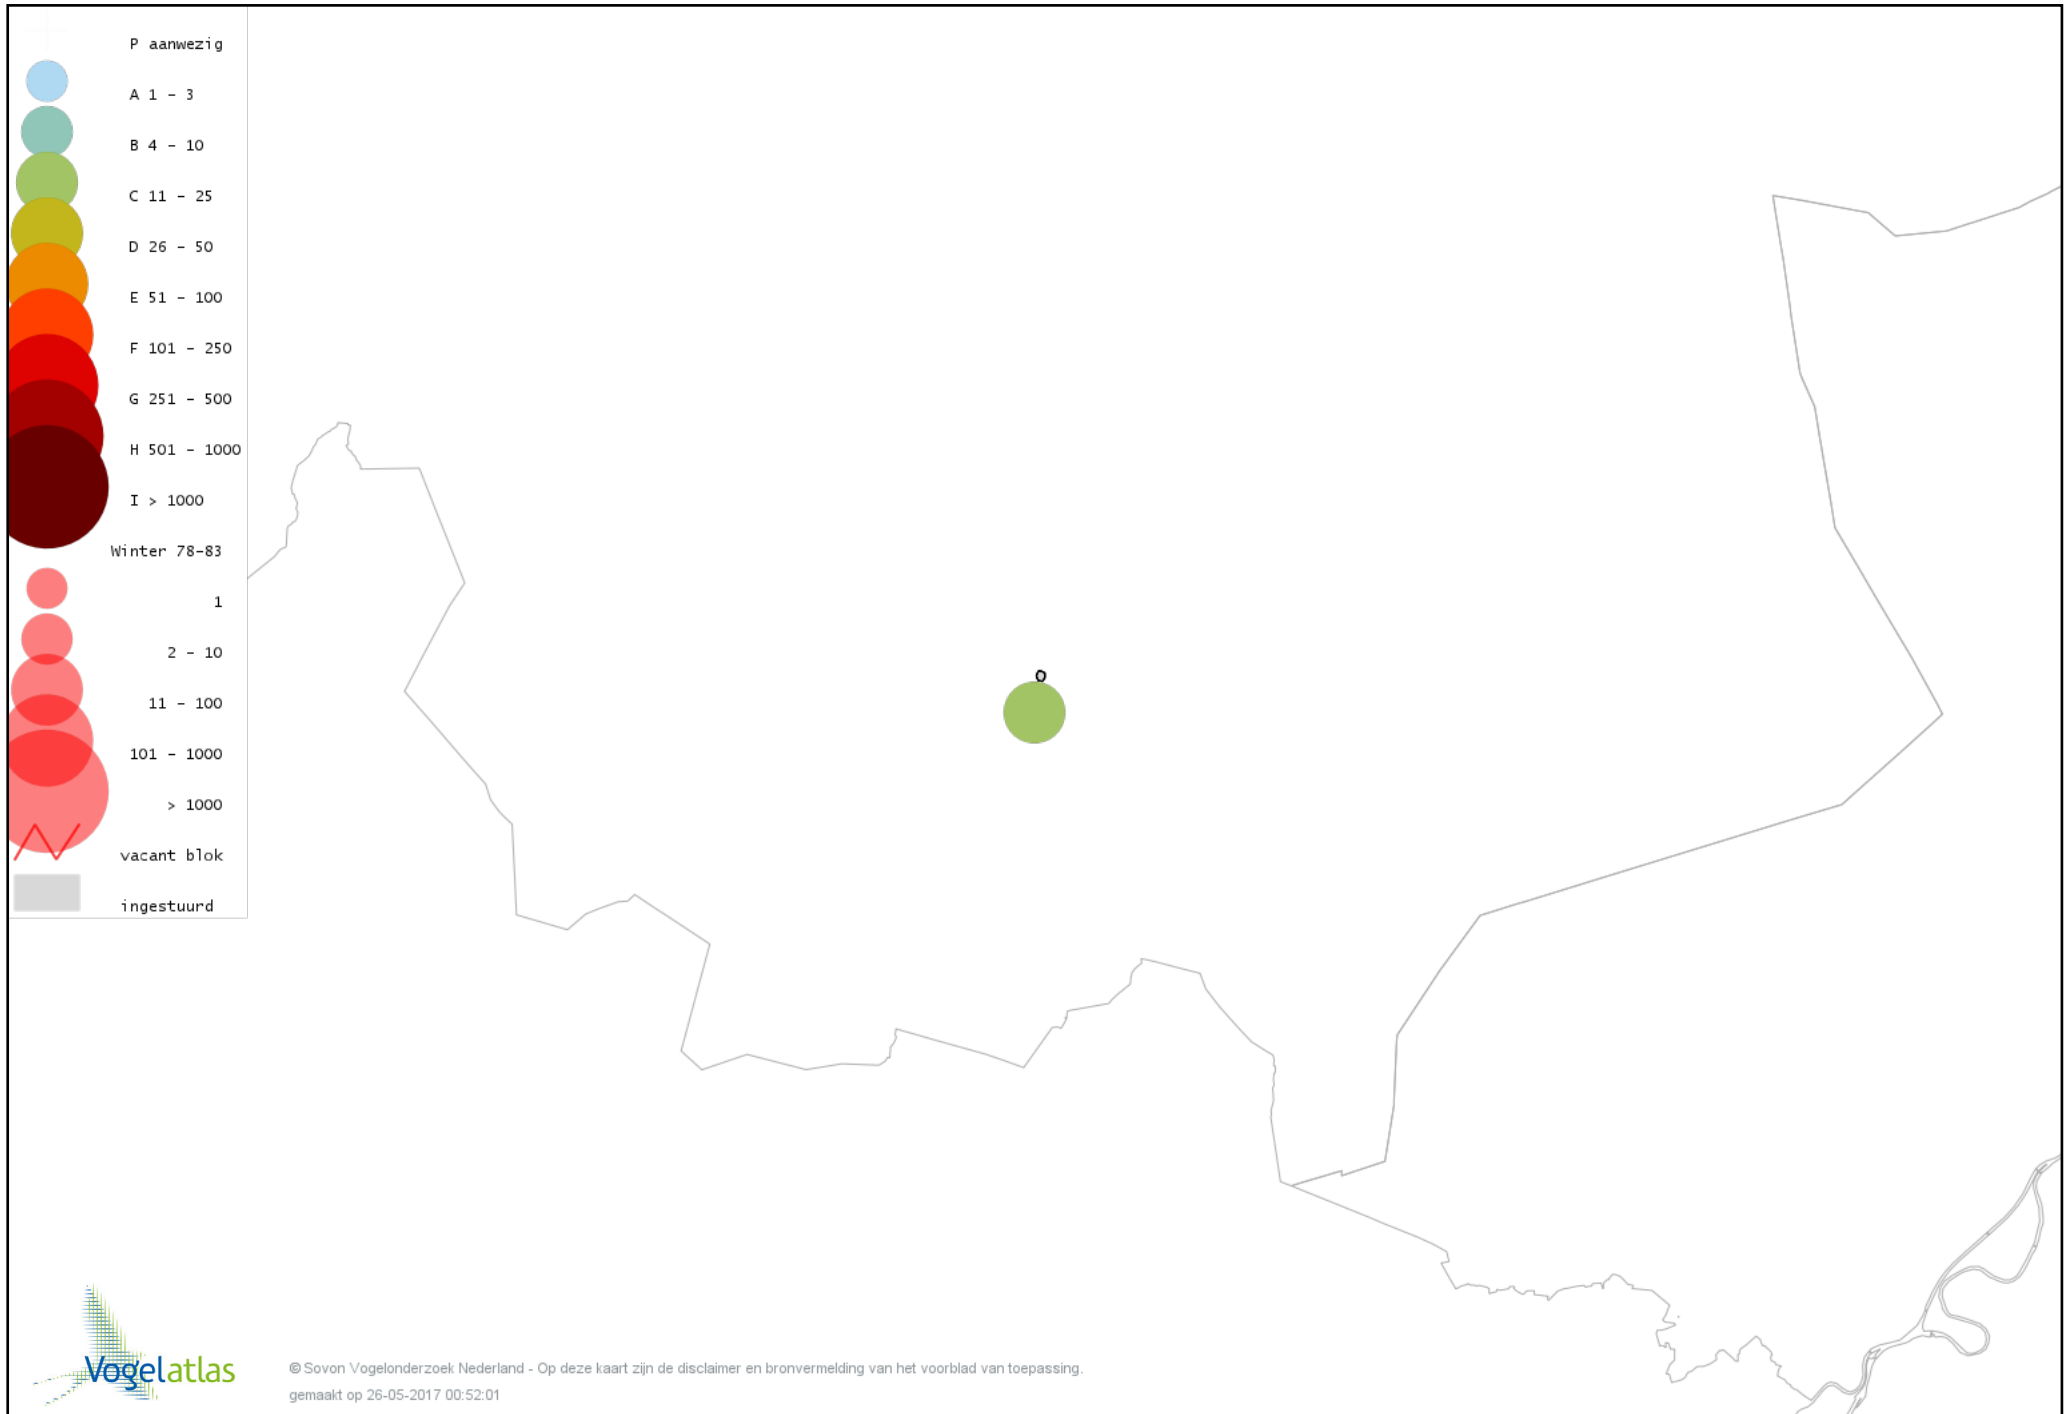 P aanwezig
A 1 - 3
B 4 - 10
C 11 - 25
D 26 - 50
E 51 - 100
F 101 - 250
G 251 - 500
H 501 - 1000
I > 1000
Winter 78-83
1
2 - 10
11 - 100
101 - 1000
> 1000
vacant blok
ingestuurd
o
Vogelatlas
© Sovon Vogelonderzoek Nederland - Op deze kaart zijn de disclaimer en bronvermelding van het voorblad van toepassing.
gemaakt op 26-05-2017 00:52:01